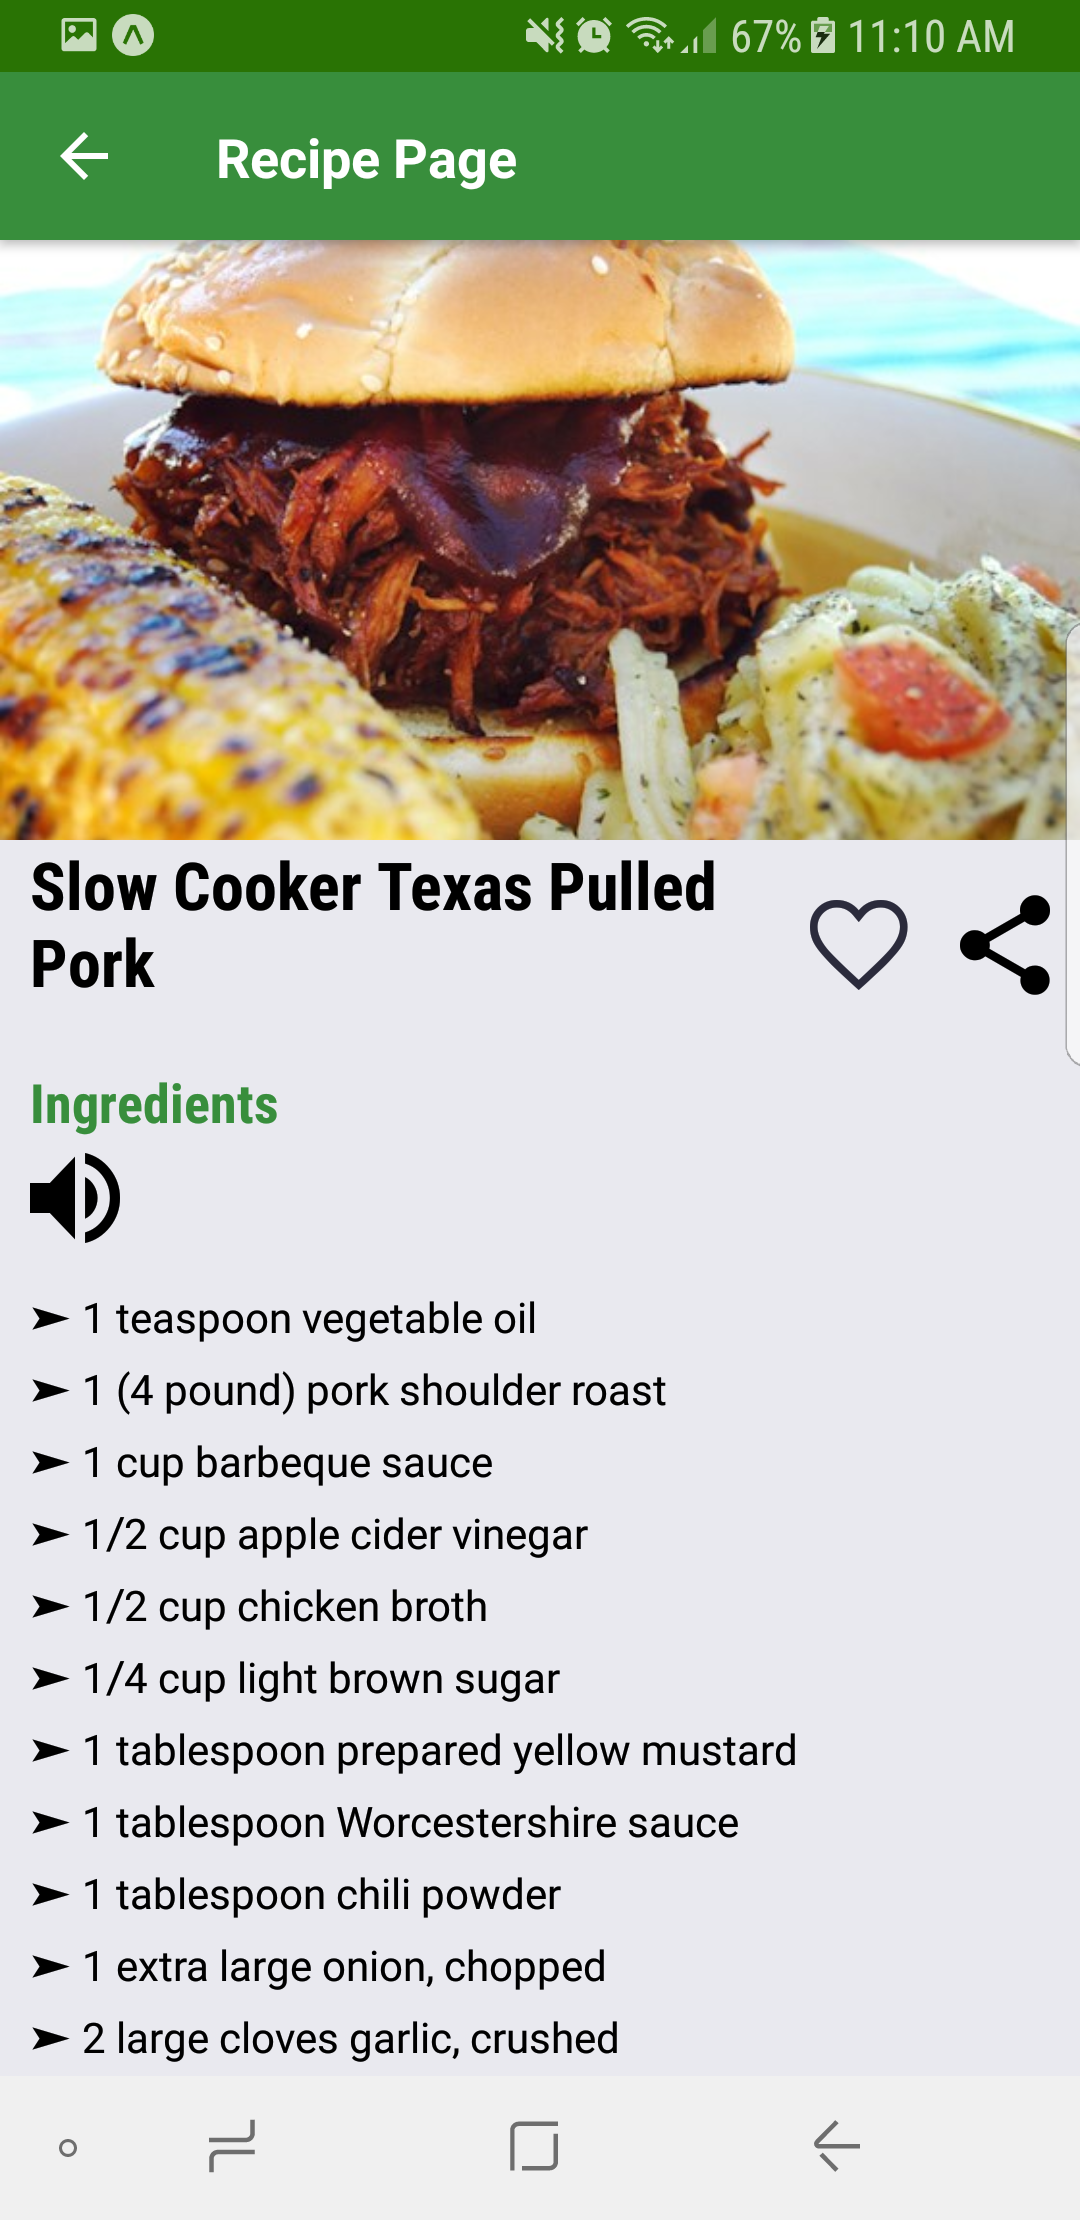 67% 11:10 AM
Recipe Page
Slow Cooker Texas Pulled
Pork
Ingredients
➤ 1 teaspoon vegetable oil
➤ 1 (4 pound) pork shoulder roast
➤ 1 cup barbeque sauce
➤ 1/2 cup apple cider vinegar
➤ 1/2 cup chicken broth
➤ 1/4 cup light brown sugar
➤ 1 tablespoon prepared yellow mustard
➤ 1 tablespoon Worcestershire sauce
➤ 1 tablespoon chili powder
➤ 1 extra large onion, chopped
➤ 2 large cloves garlic, crushed